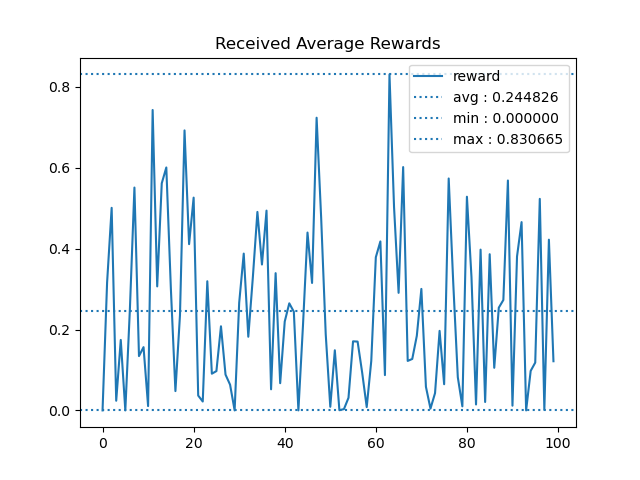 Received Average Rewards
reward
avg : 0.244826
min : 0.000000
max : 0.830665
0.8
0.6
0.4
0.2
0.0
0 20 40 60 80 100